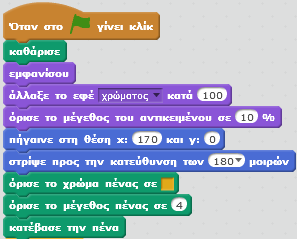 Όταν στο γίνει κλίκ
καθάρισε
εμφανίσου
άλλαξε το εφέ χρώματος κατά 100
όρισε το μέγεθος του αντικειμένου σε 10 %
πήγαινε στη θέση x: 170 και y: 0
στρίψε προς την κατεύθυνση των 180 μοιρών
όρισε το χρώμα πένας σε
όρισε το μέγεθος πένας σε 4
κατέβασε την πένα